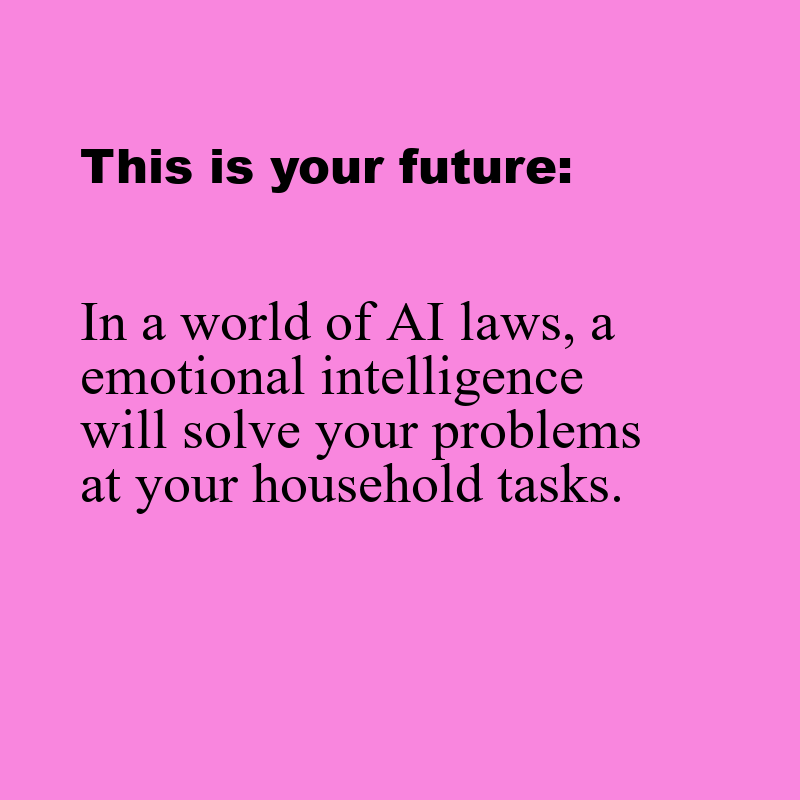 This is your future:
In a world of AI laws, a
emotional intelligence
will solve your problems
at your household tasks.